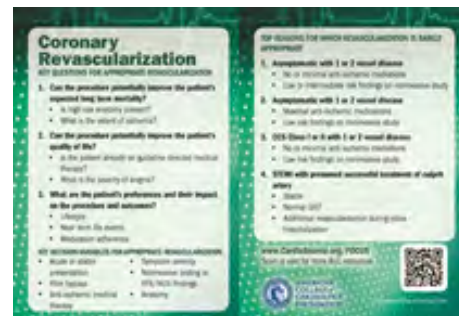 Coronary
Revascularization
KEY QUESTIONS FOR APPROPRIATE REVASCULARIZATION
1. Can the procedure potentially improve the patient's
expected long term mortality?
• Is high risk anatomy present?
• What is the extent of ischemia?
2. Can the procedure potentially improve the patient's
quality of life?
• Is the patient already on guideline directed medical
therapy?
• What is the severity of angina?
3. What are the patient's preferences and their impact
on the procedure and outcomes?
• Lifestyle
• Near term life events
• Medication adherence
KEY DECISION VARIABLES FOR APPROPRIATE REVASCULARIZATION
• Acute or stable
presentation
• Prior bypass
• Anti-ischemic medical
therapy
• Symptom severity
• Noninvasive testing or
findings
• Anatomy
TOP REASONS FOR WHICH REVASCULARIZATION IS RARELY
APPROPRIATE
1. Asymptomatic with 1 or 2 vessel disease
• No or minimal anti-ischemic medications
• Low or intermediate risk findings on noninvasive study
2. Asymptomatic with 1 or 2 vessel disease
• Maximal anti-ischemic medications
• Low risk findings on noninvasive study
3. CCS Class I or II with 1 or 2 vessel disease
• No or minimal anti-ischemic medications
• Low risk findings on noninvasive study
4. STEMI with presumed successful treatment of culprit
artery
• Stable
• Normal
• Additional revascularization during index
hospitalization
www.CardioSource.org/FOCUS
AMERICAN
COLLEGE of
CARDIOLOGY
FOUNDATION